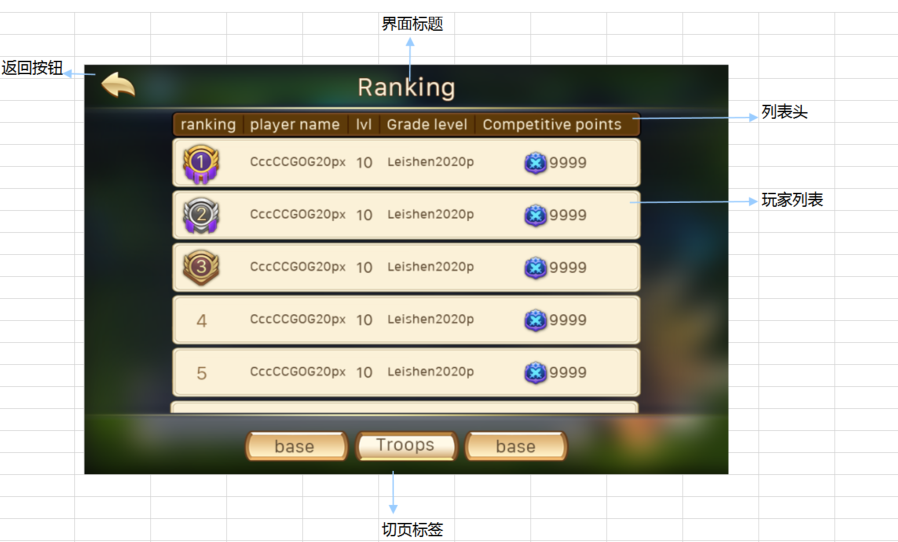 界面标题
返回按钮
Ranking
ranking player name lvl Grade level Competitive points
列表头
1 CccCCGOG20px 10 Leishen2020p 9999
玩家列表
2 CccCCGOG20px 10 Leishen2020p 9999
3 CccCCGOG20px 10 Leishen2020p 9999
4 CccCCGOG20px 10 Leishen2020p 9999
5 CccCCGOG20px 10 Leishen2020p 9999
base Troops base
切页标签